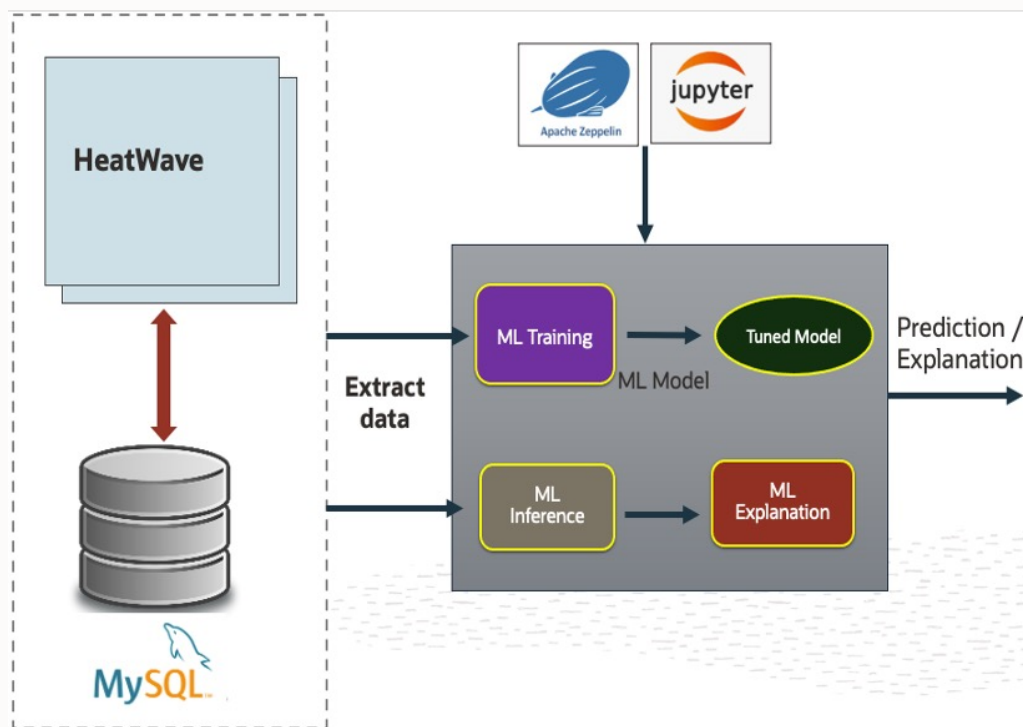 HeatWave
Apache Zeppelin
jupyter
ML Training
Tuned Model
ML Model
Prediction /
Explanation
Extract
data
ML
Inference
ML
Explanation
MySQL